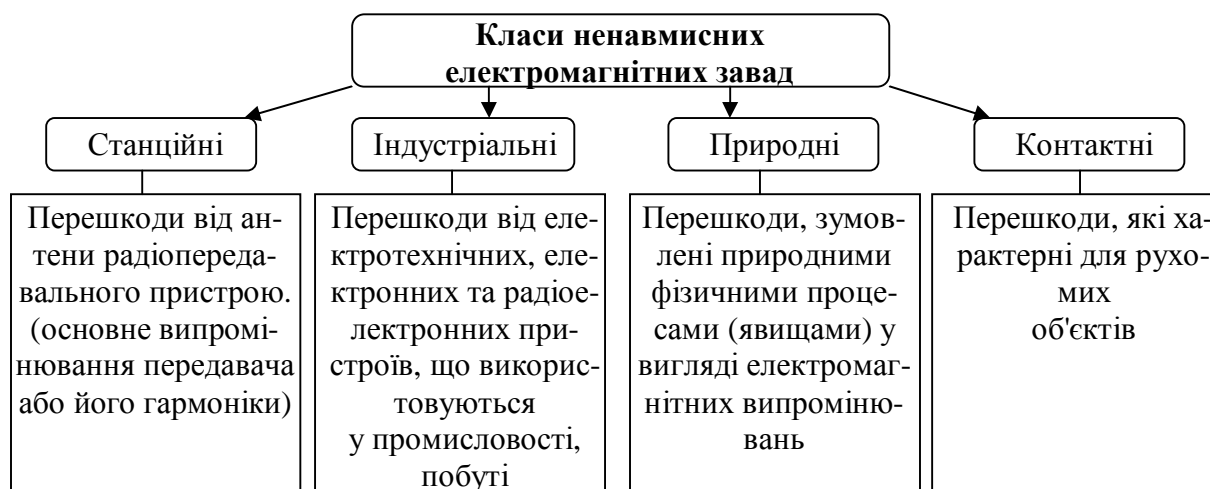 Класи ненавмисних
електромагнітних завад
Станційні
Індустріальні
Природні
Контактні
Перешкоди від ан-
тени радіопереда-
вального пристрою.
(основне випромі-
нювання передавача
або його гармоніки)
Перешкоди від еле-
ктротехнічних, еле-
ктронних та радіое-
лектронних при-
строїв, що викорис-
товуються
у промисловості,
побуті
Перешкоди, зумов-
лені природними
фізичними проце-
сами (явищами) у
вигляді електромаг-
нітних випроміню-
вань
Перешкоди, які ха-
рактерні для рухо-
мих
об'єктів